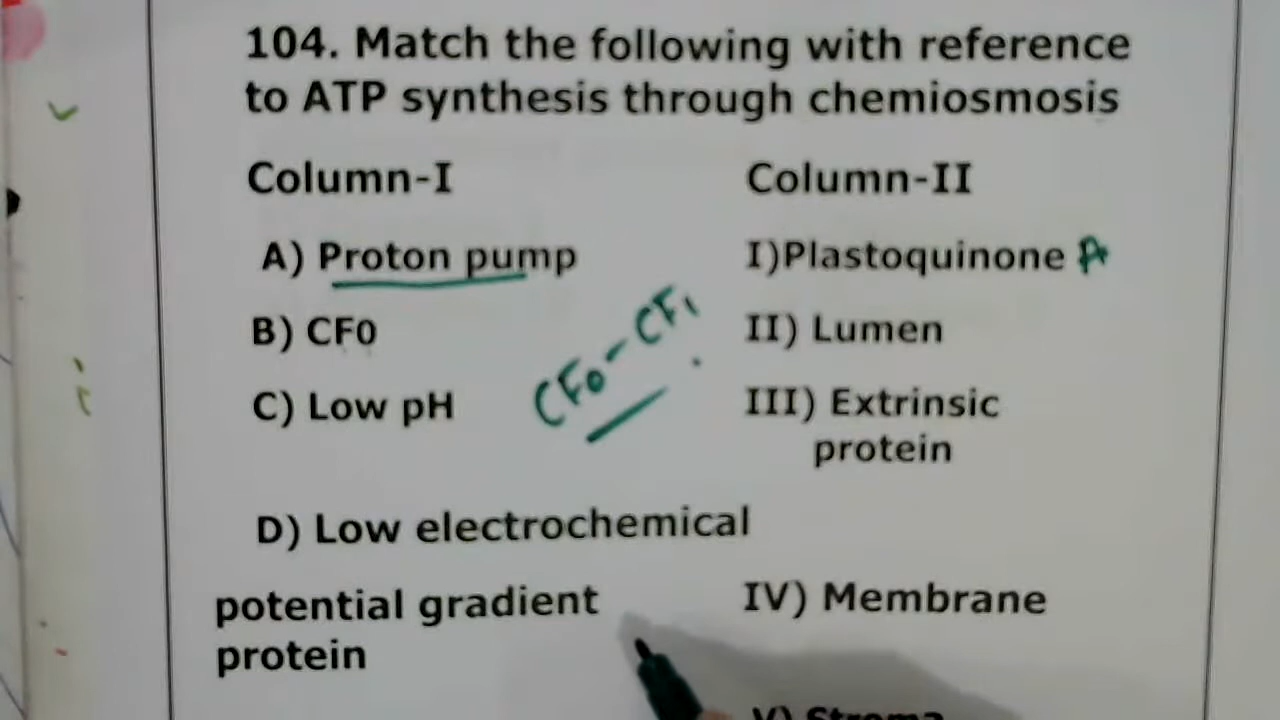 104. Match the following with reference
to ATP synthesis through chemiosmosis
Column-I Column-II
A) Proton pump I)Plastoquinone A
B) CF0 CF0-CF1 II) Lumen
C) Low pH III) Extrinsic
protein
D) Low electrochemical
potential gradient IV) Membrane
protein
V) Stroma